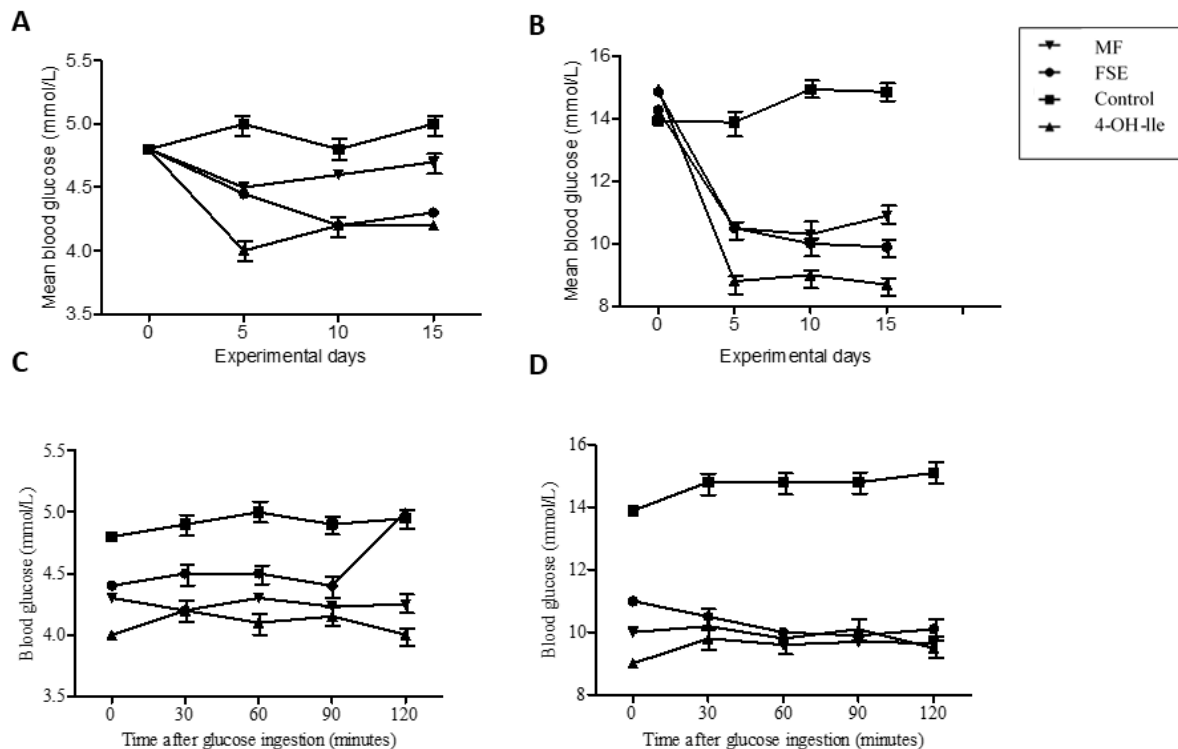 A
Mean blood glucose (mmol/L)
5.5
5.0
4.5
4.0
3.5
0 5 10 15
Experimental days
B
Mean blood glucose (mmol/L)
16
14
12
10
8
0 5 10 15
Experimental days
MF
FSE
Control
4-OH-Ile
C
Blood glucose (mmol/L)
5.5
5.0
4.5
4.0
3.5
0 30 60 90 120
Time after glucose ingestion (minutes)
D
Blood glucose (mmol/L)
16
14
12
10
8
0 30 60 90 120
Time after glucose ingestion (minutes)